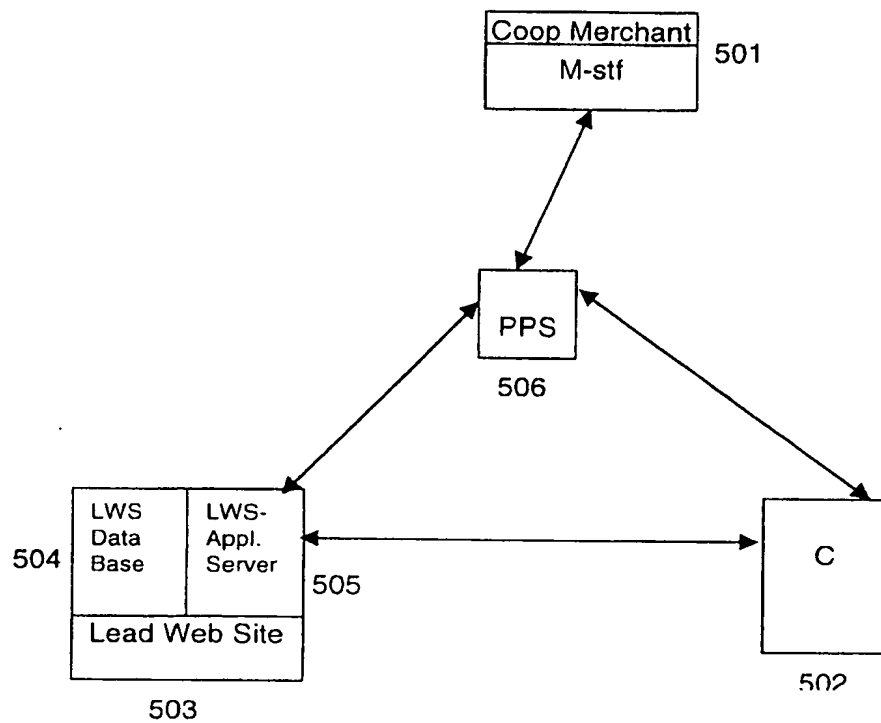 Coop Merchant
M-stf
501
PPS
506
LWS
Data
Base
LWS-
Appl.
Server
504
505
Lead Web Site
503
C
502